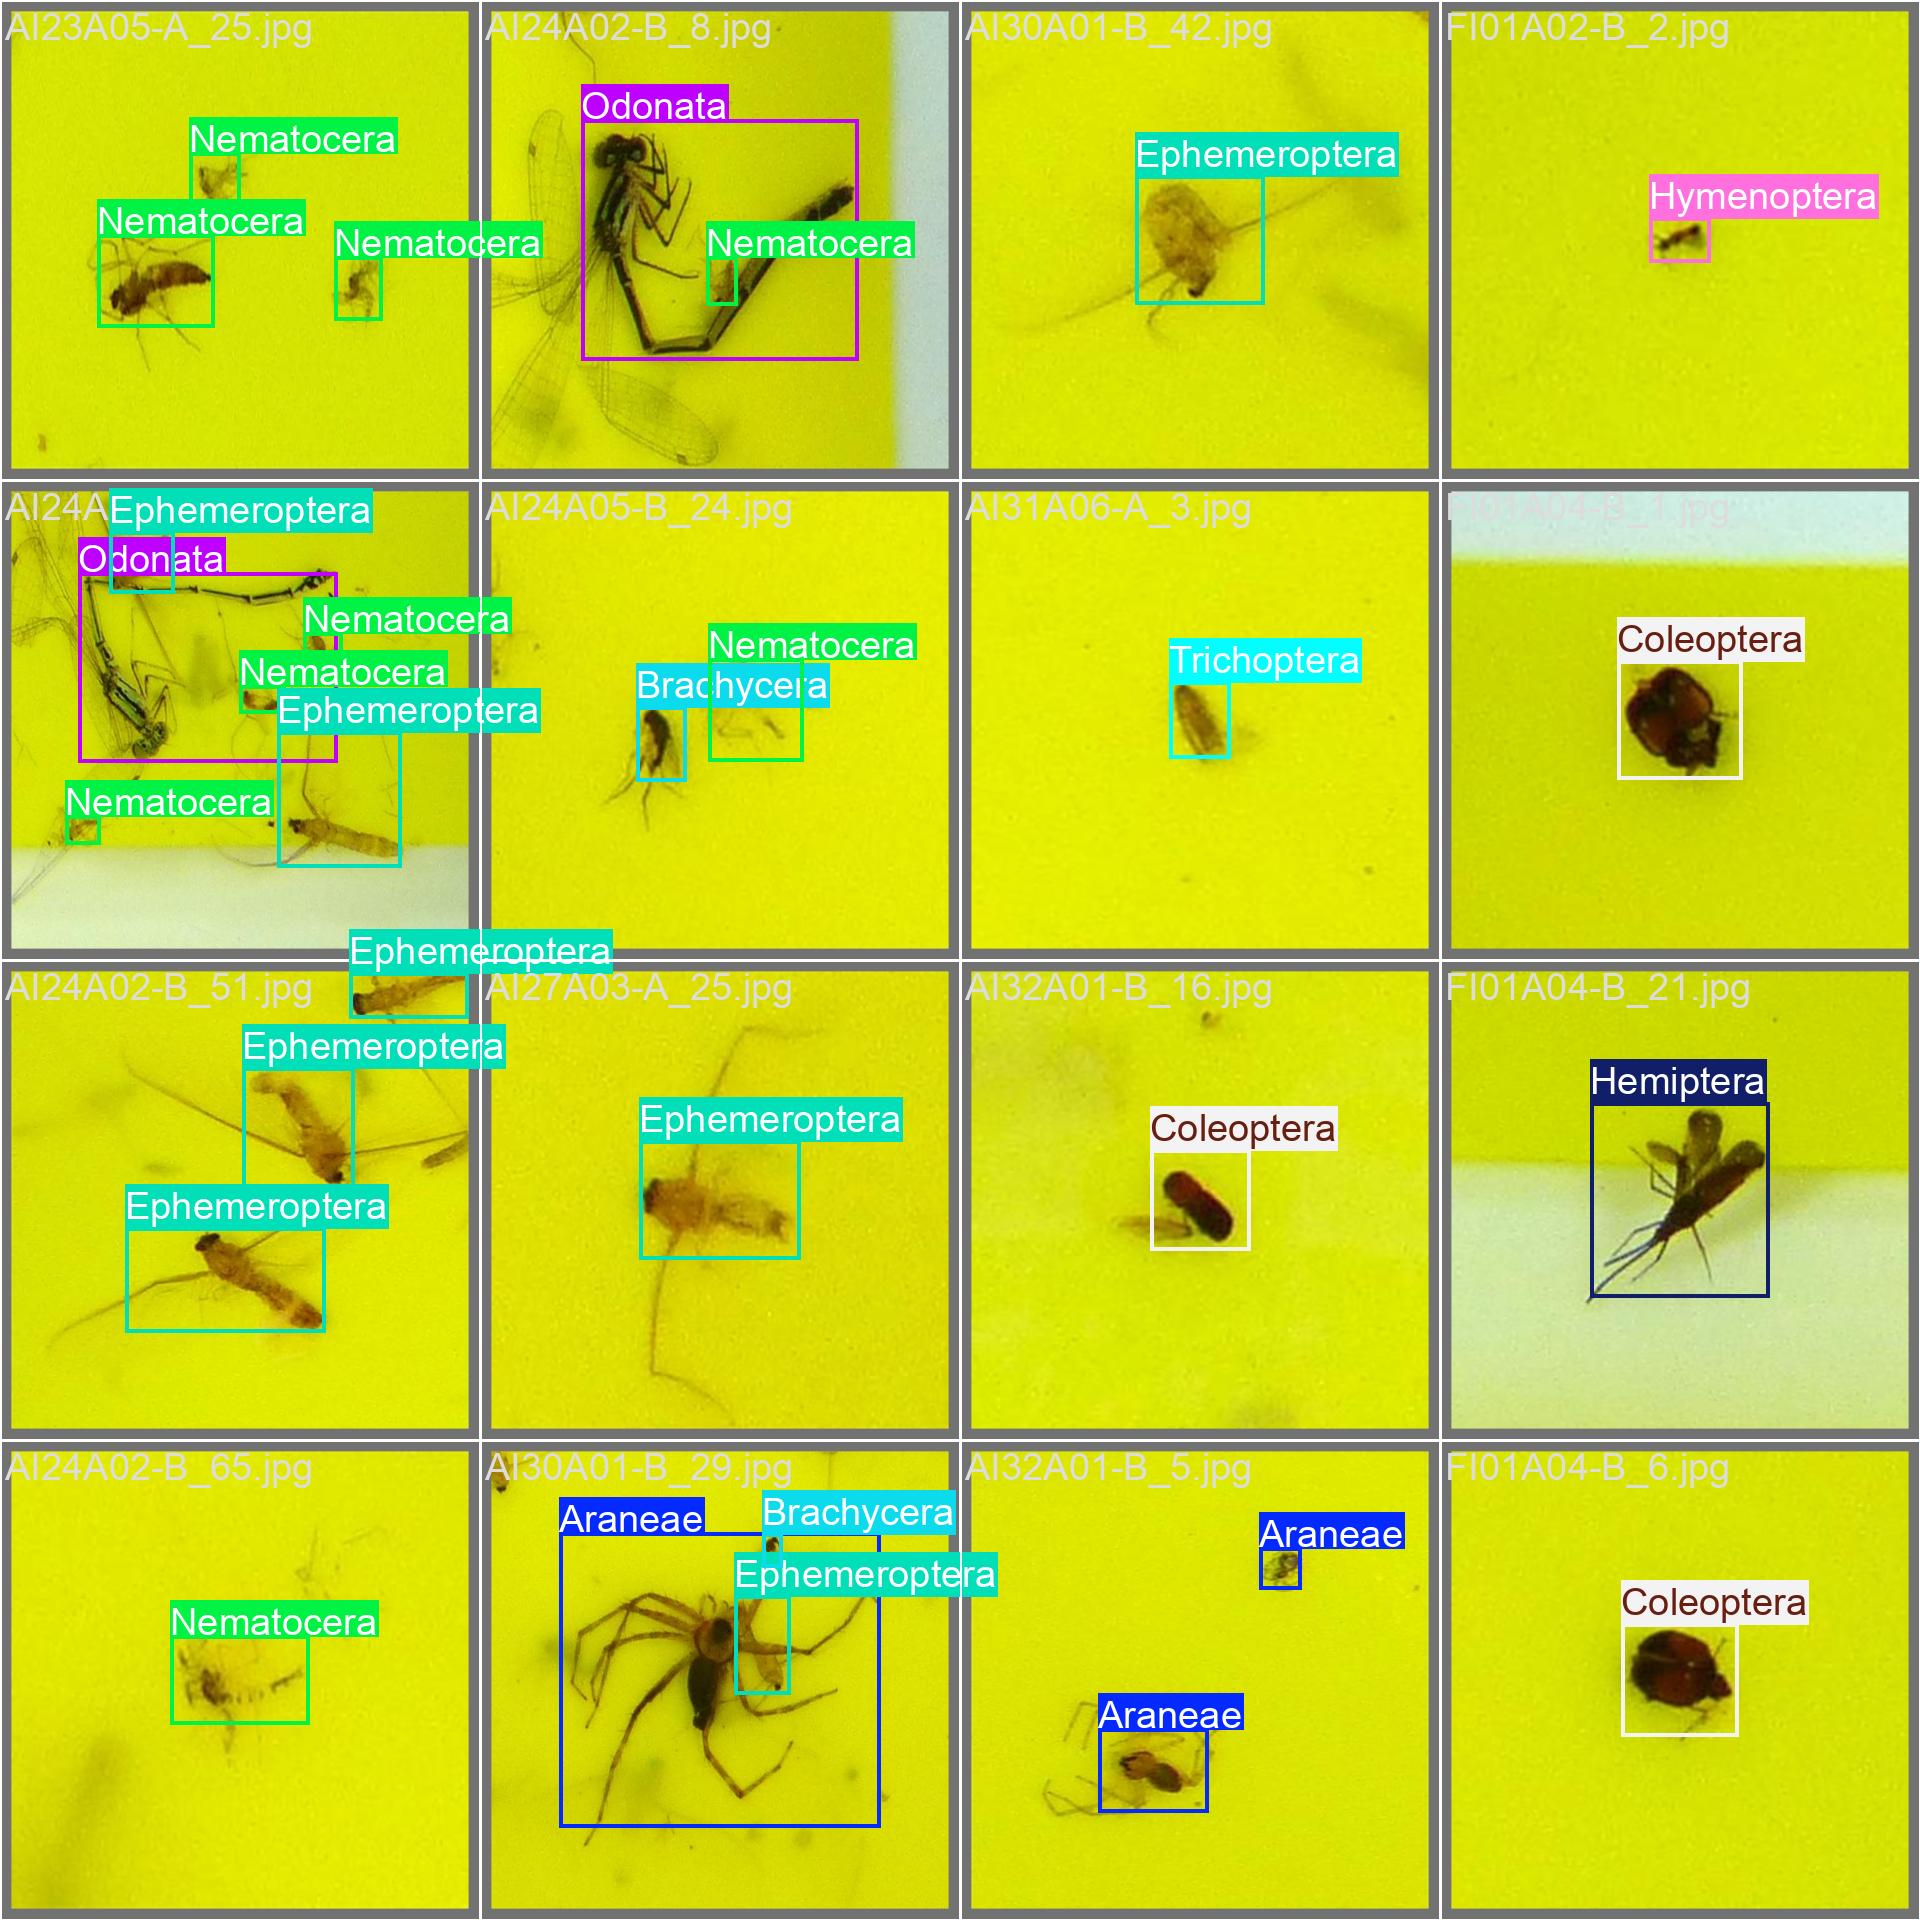 AI23A05-A_25.jpg
Nematocera
Nematocera
Nematocera
AI24A02-B_8.jpg
Odonata
Nematocera
AI30A01-B_42.jpg
Ephemeroptera
FI01A02-B_2.jpg
Hymenoptera
AI24A
Ephemeroptera
Odonata
Nematocera
Nematocera
Ephemeroptera
Nematocera
AI24A05-B_24.jpg
Nematocera
Brachycera
AI31A06-A_3.jpg
Trichoptera
FI01A04-B_1.jpg
Coleoptera
AI24A02-B_51.jpg
Ephemeroptera
Ephemeroptera
Ephemeroptera
AI27A03-A_25.jpg
Ephemeroptera
AI32A01-B_16.jpg
Coleoptera
FI01A04-B_21.jpg
Hemiptera
AI24A02-B_65.jpg
Nematocera
AI30A01-B_29.jpg
Araneae
Brachycera
Ephemeroptera
AI32A01-B_5.jpg
Araneae
Araneae
FI01A04-B_6.jpg
Coleoptera